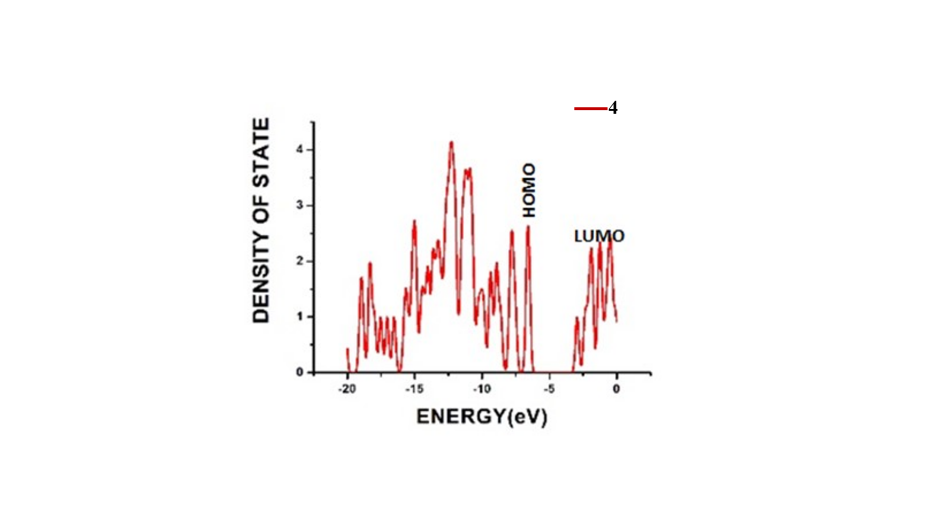 4
DENSITY OF STATE
4
3
2
1
0
HOMO
LUMO
-20
-15
-10
-5
0
ENERGY(eV)